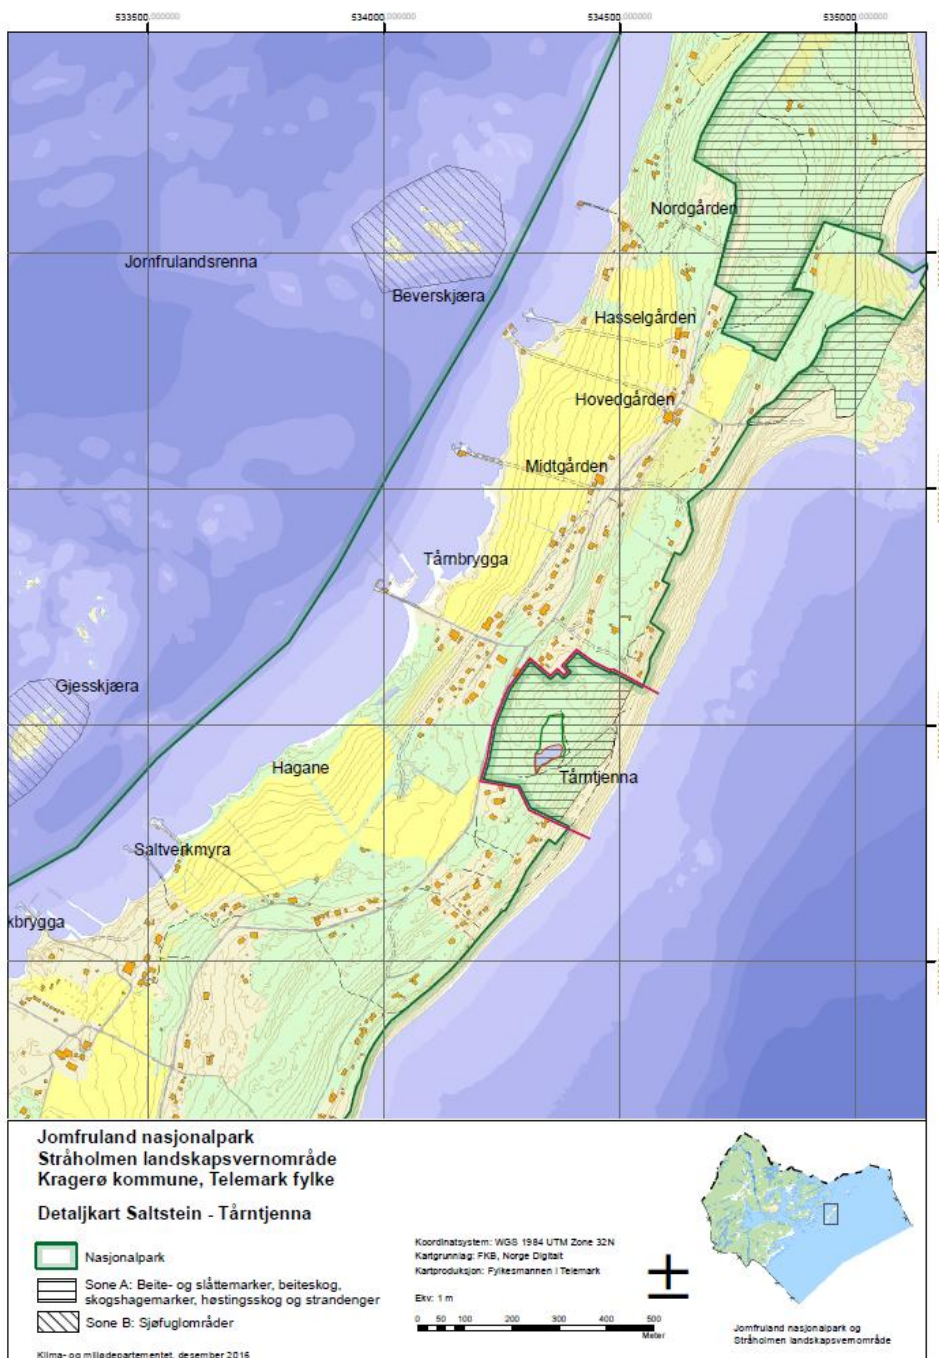 533500,000000 534000,000000 534500,000000 535000,000000
Nordgården
Jomfrulandsrenna
Beverskjæra
Hasselgården
Hovedgården
Midtgården
Tårnbrygga
Gjesskjæra
Hagane
Tårntjenna
Saltverkmyra
kbrygga
Jomfruland nasjonalpark
Stråholmen landskapsvernområde
Kragerø kommune, Telemark fylke
Detaljkart Saltstein - Tårntjenna
Nasjonalpark
Sone A: Beite- og slåttemarker, beiteskog,
skogshagemarker, høstingsskog og strandenger
Sone B: Sjøfuglområder
Klima- og miljødepartementet, desember 2016
Koordinatsystem: WGS 1984 UTM Zone 32N
Kartgrunnlag: FKB, Norge Digitalt
Kartproduksjon: Fylkesmannen i Telemark
Ekv: 1 m
0 50 100 200 300 400 500
Meter
Jomfruland nasjonalpark og
Stråholmen landskapsvernområde